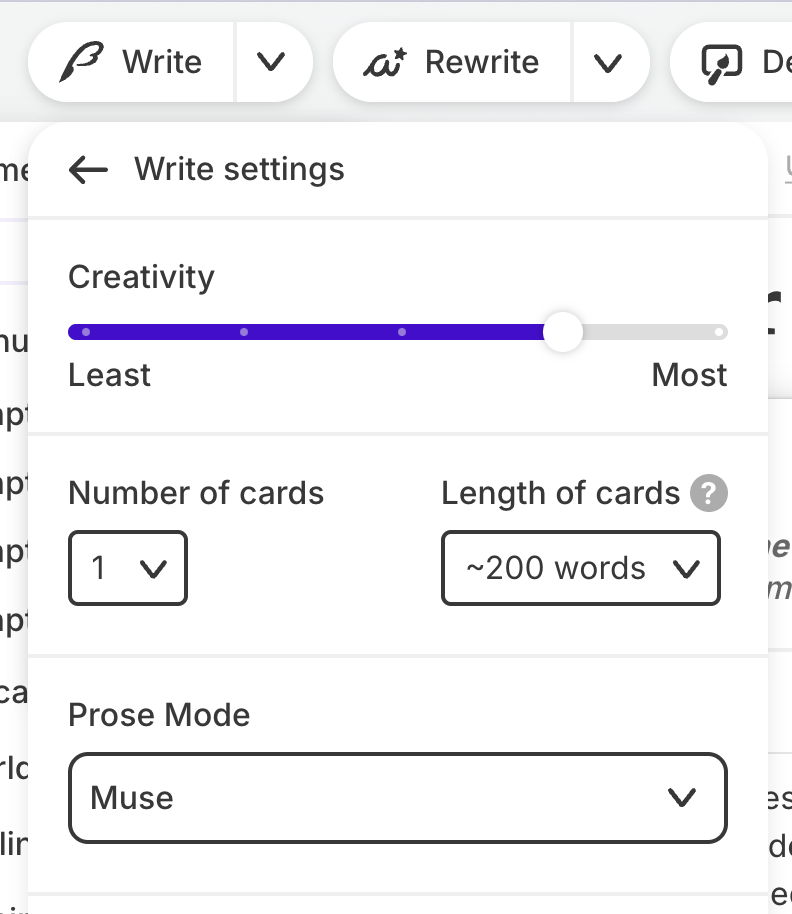 Write
Rewrite
Write settings
Creativity
Least
Most
Number of cards
Length of cards ?
1
~200 words
Prose Mode
Muse